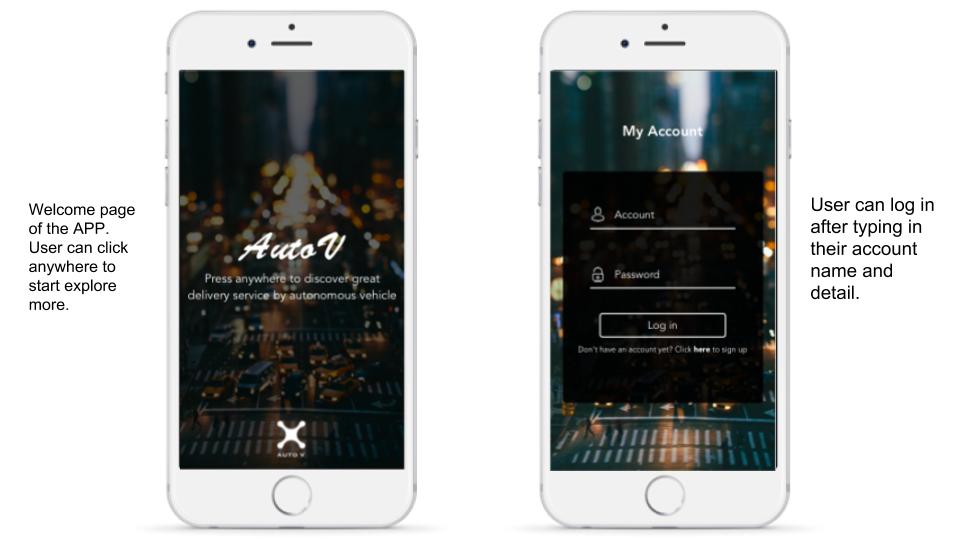 Welcome page
of the APP.
User can click
anywhere to
start explore
more.
AutoV
Press anywhere to discover great
delivery service by autonomous vehicle
AUTO V
My Account
Account
Password
Log in
Don't have an account yet? Click here to sign up
User can log in
after typing in
their account
name and
detail.